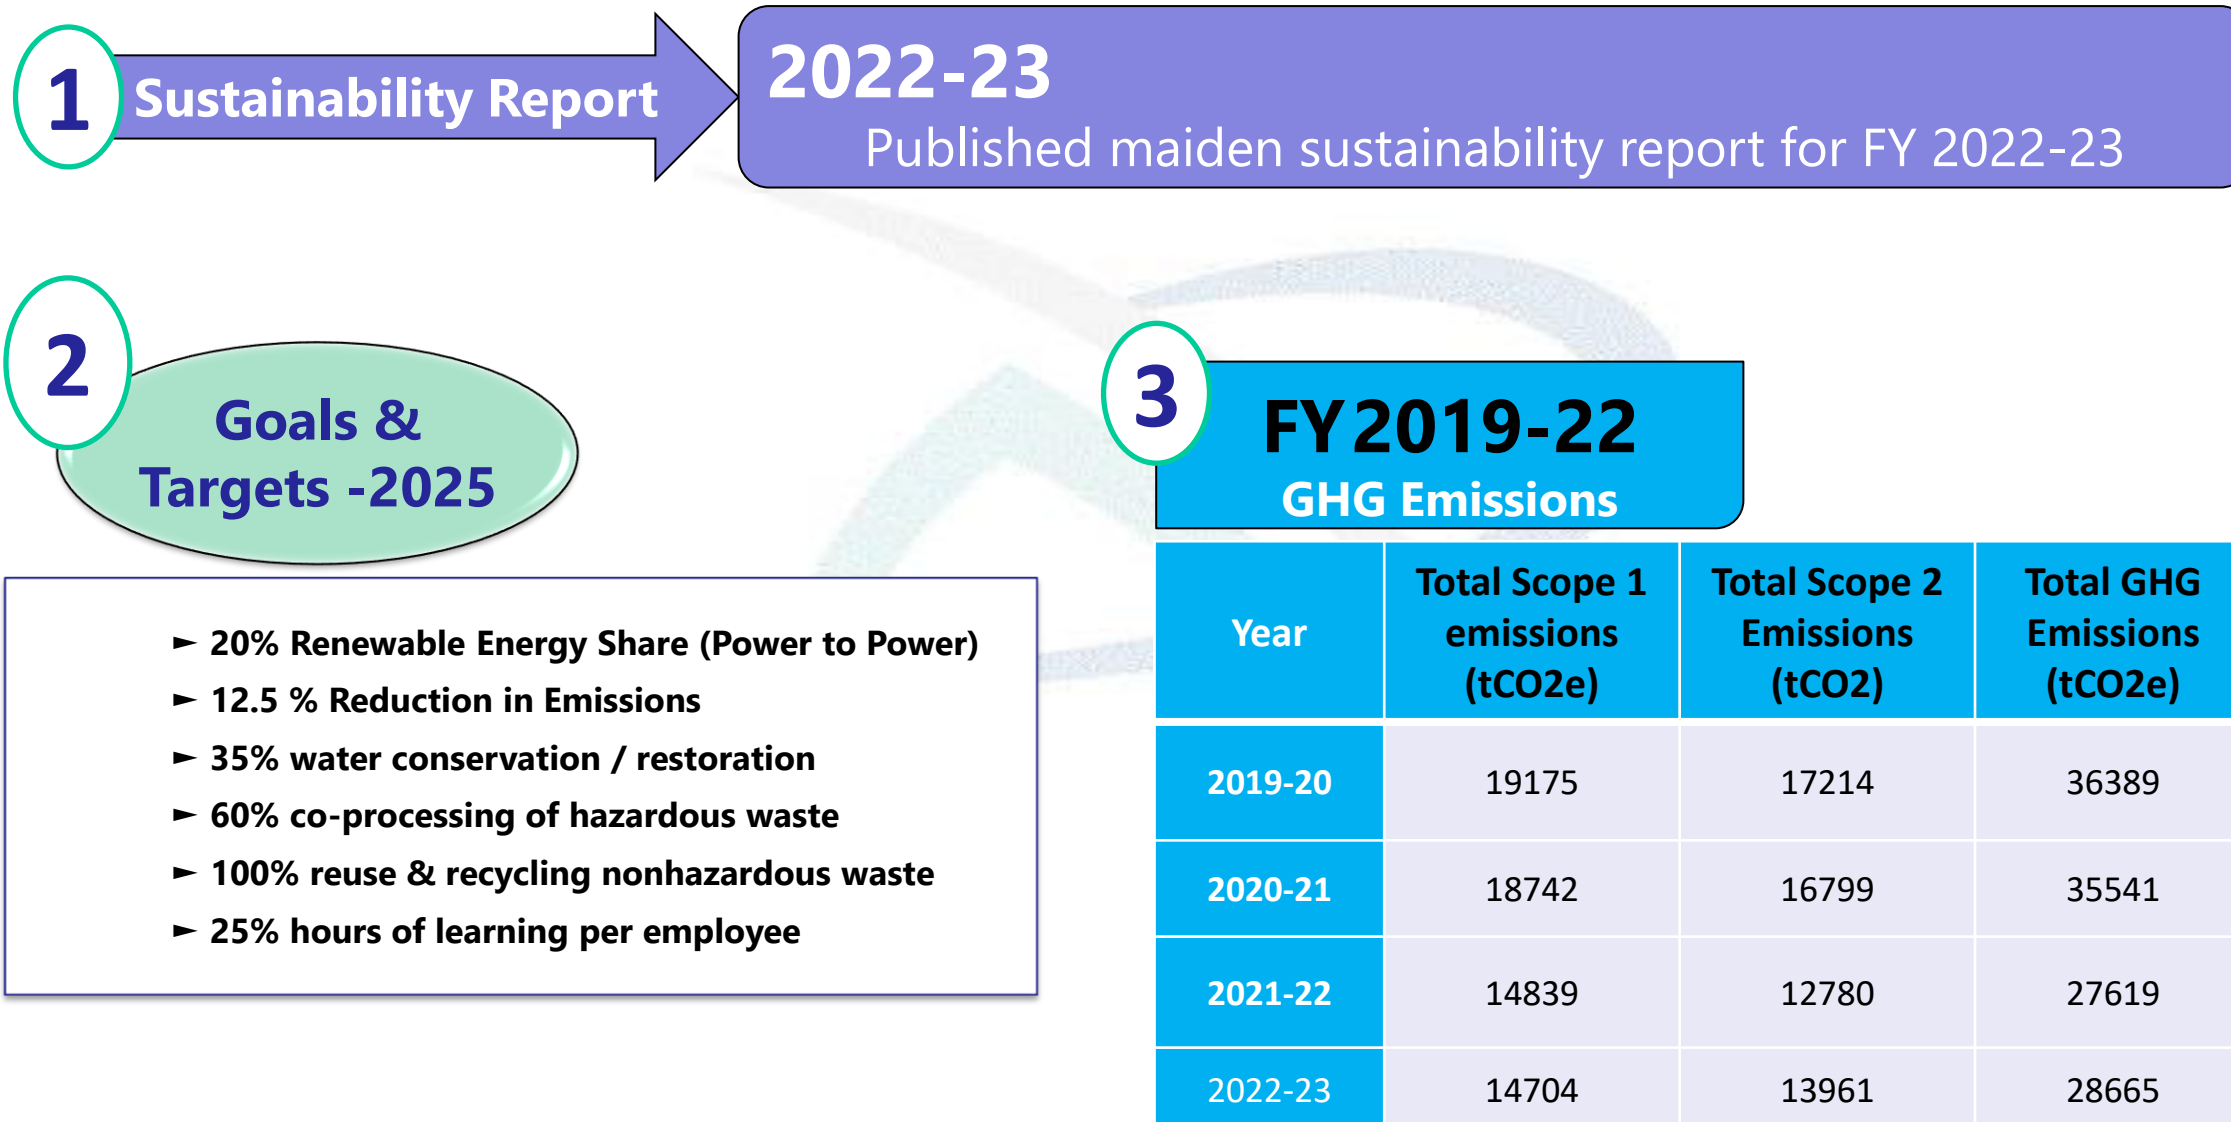 1
Sustainability Report
2022-23
Published maiden sustainability report for FY 2022-23
2
Goals &
Targets -2025
► 20% Renewable Energy Share (Power to Power)
► 12.5 % Reduction in Emissions
► 35% water conservation / restoration
► 60% co-processing of hazardous waste
► 100% reuse & recycling nonhazardous waste
► 25% hours of learning per employee
3
FY 2019-22
GHG Emissions
Year
Total Scope 1
emissions
(tCO2e)
Total Scope 2
Emissions
(tCO2)
Total GHG
Emissions
(tCO2e)
2019-20 19175 17214 36389
2020-21 18742 16799 35541
2021-22 14839 12780 27619
2022-23 14704 13961 28665